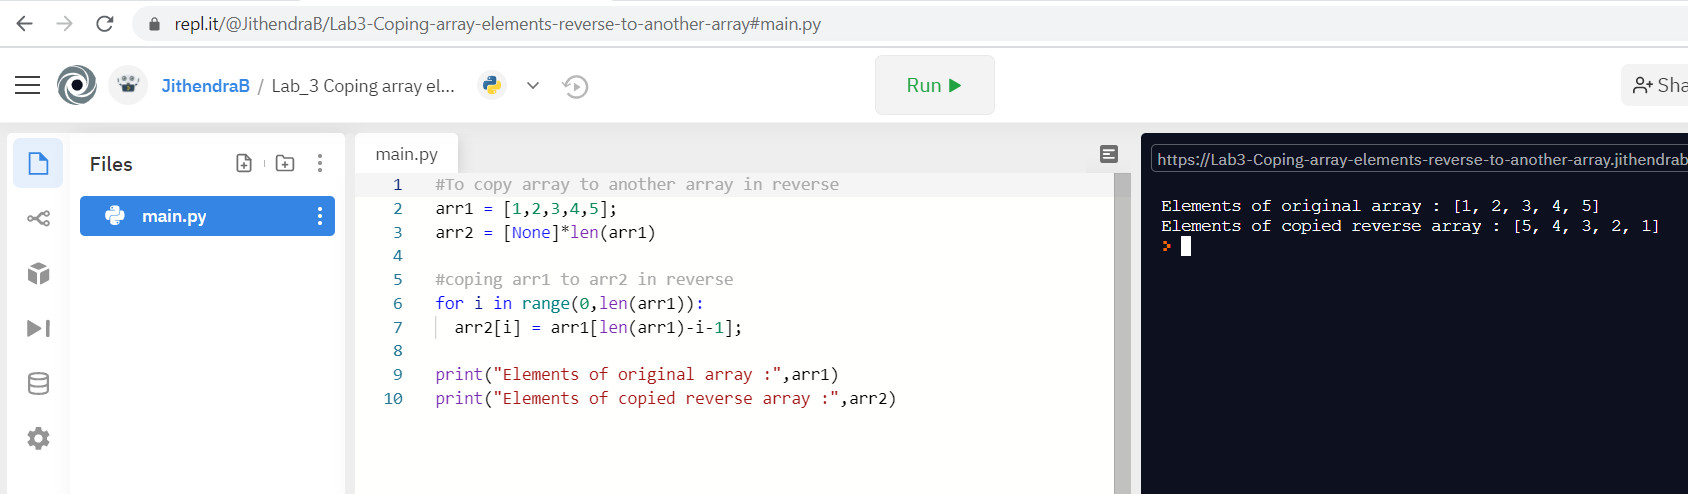 repl.it/@JithendraB/Lab3-Coping-array-elements-reverse-to-another-array#main.py
JithendraB / Lab_3 Coping array el...
Run
Sha
Files
main.py
main.py
https://Lab3-Coping-array-elements-reverse-to-another-array.jithendrab
1 #To copy array to another array in reverse
2 arr1 = [1,2,3,4,5];
3 arr2 = [None]*len(arr1)
4
5 #coping arr1 to arr2 in reverse
6 for i in range(0,len(arr1)):
7   arr2[i] = arr1[len(arr1)-i-1];
8
9 print("Elements of original array :",arr1)
10 print("Elements of copied reverse array :",arr2)
Elements of original array : [1, 2, 3, 4, 5]
Elements of copied reverse array : [5, 4, 3, 2, 1]